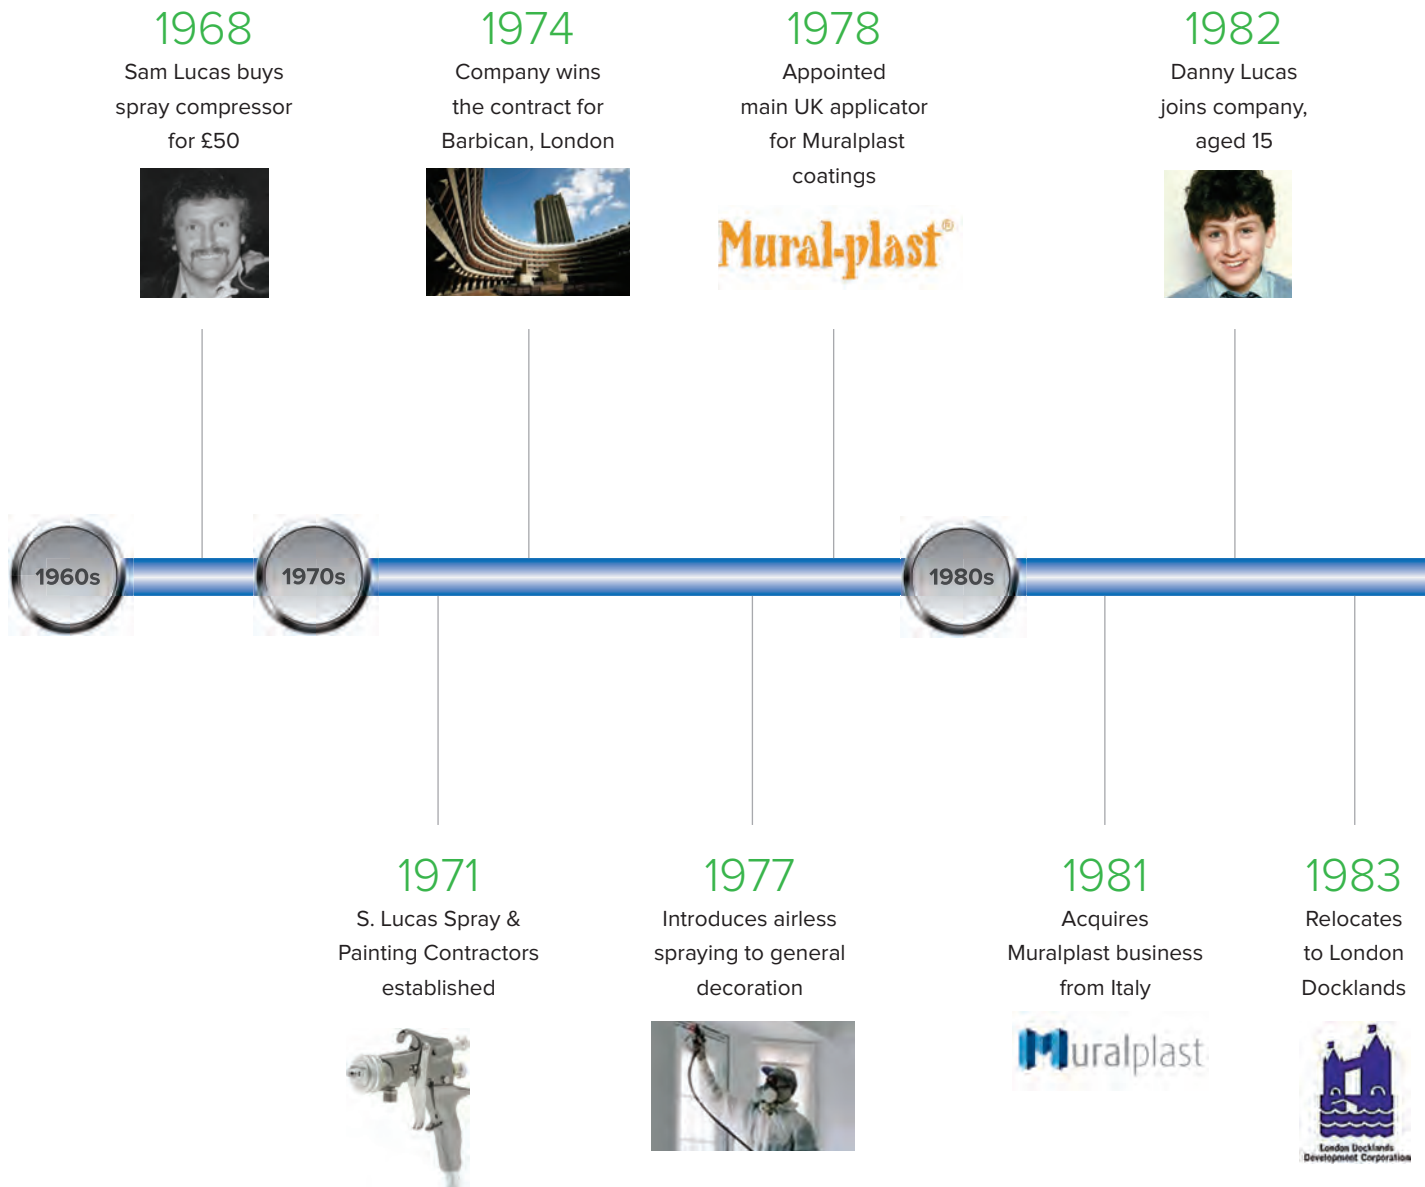 1968
Sam Lucas buys
spray compressor
for £50
1974
Company wins
the contract for
Barbican, London
1978
Appointed
main UK applicator
for Muralplast
coatings
Mural-plast®
1982
Danny Lucas
joins company,
aged 15
1960s
1970s
1980s
1971
S. Lucas Spray &
Painting Contractors
established
1977
Introduces airless
spraying to general
decoration
1981
Acquires
Muralplast business
from Italy
Muralplast
1983
Relocates
to London
Docklands
London Docklands
Development Corporation